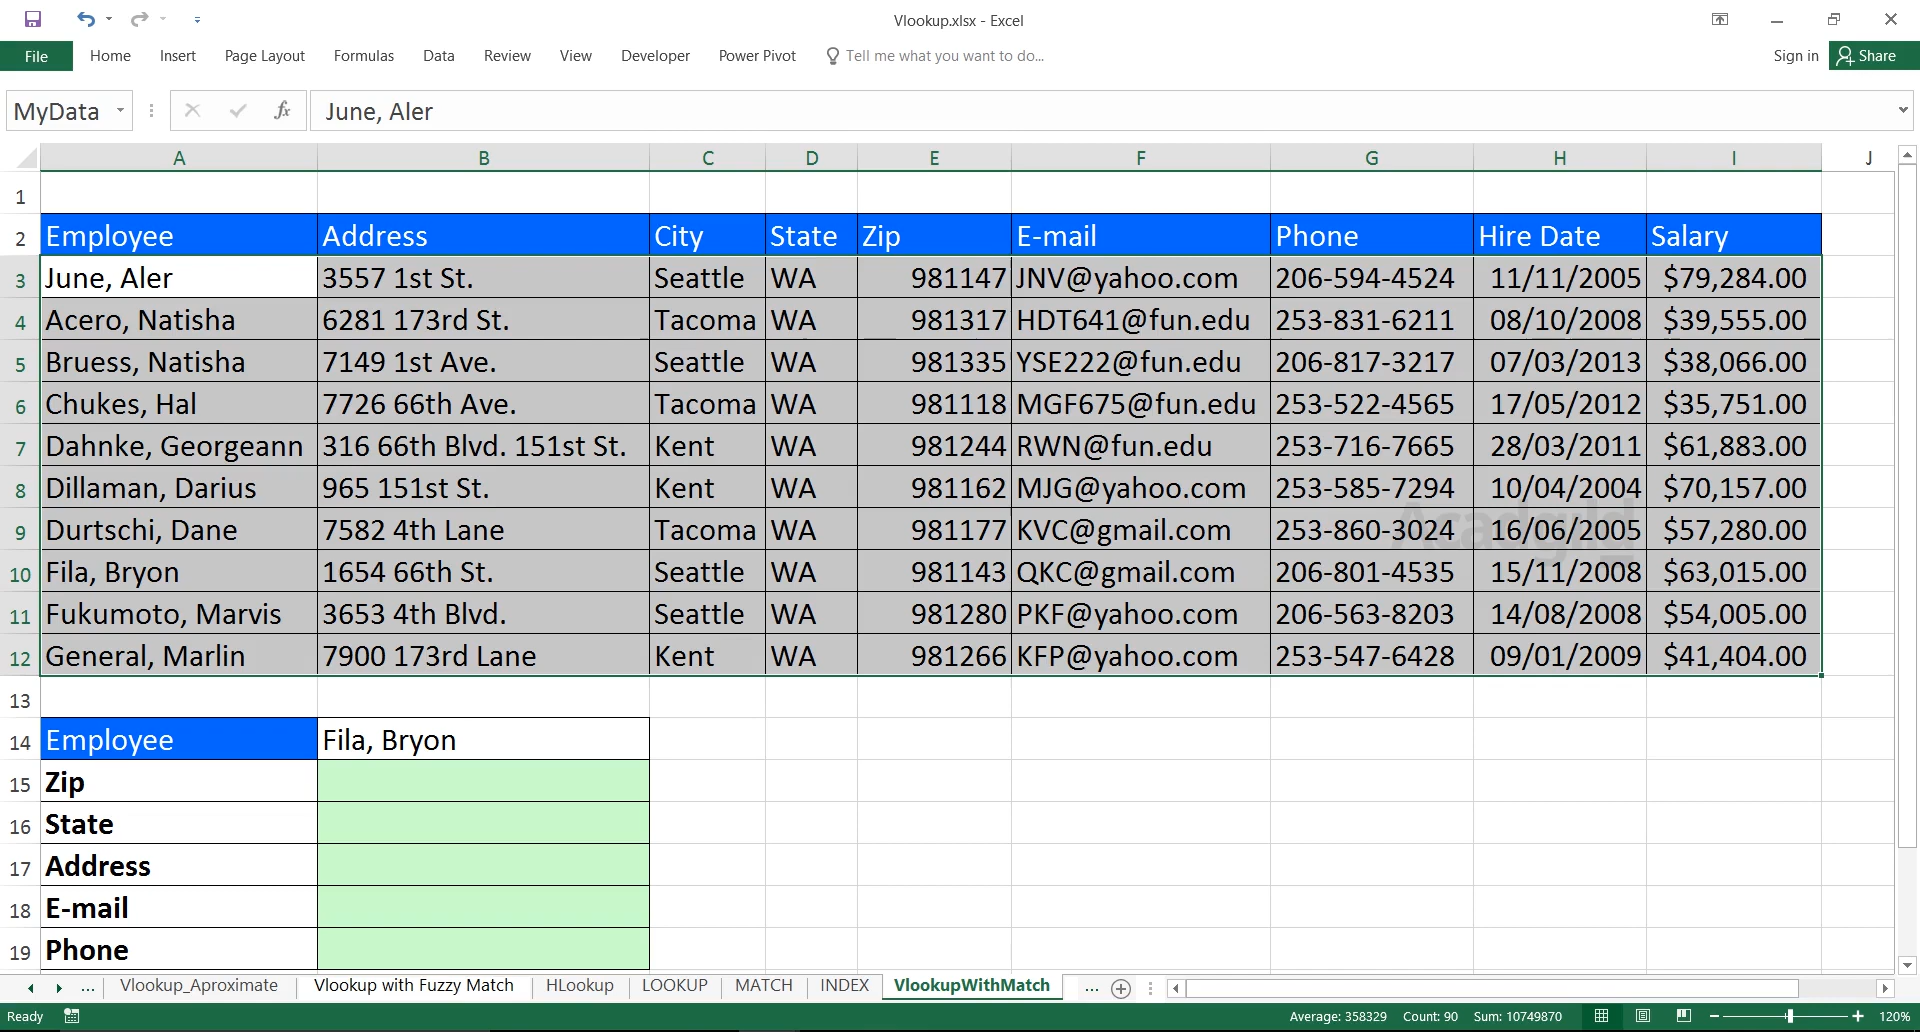 Vlookup.xlsx - Excel
File Home Insert Page Layout Formulas Data Review View Developer Power Pivot Tell me what you want to do... Sign in Share
MyData fx June, Aler
A B C D E F G H I J
1
2 Employee Address City State Zip E-mail Phone Hire Date Salary
3 June, Aler 3557 1st St. Seattle WA 981147 JNV@yahoo.com 206-594-4524 11/11/2005 $79,284.00
4 Acero, Natisha 6281 173rd St. Tacoma WA 981317 HDT641@fun.edu 253-831-6211 08/10/2008 $39,555.00
5 Bruess, Natisha 7149 1st Ave. Seattle WA 981335 YSE222@fun.edu 206-817-3217 07/03/2013 $38,066.00
6 Chukes, Hal 7726 66th Ave. Tacoma WA 981118 MGF675@fun.edu 253-522-4565 17/05/2012 $35,751.00
7 Dahnke, Georgeann 316 66th Blvd. 151st St. Kent WA 981244 RWN@fun.edu 253-716-7665 28/03/2011 $61,883.00
8 Dillaman, Darius 965 151st St. Kent WA 981162 MJG@yahoo.com 253-585-7294 10/04/2004 $70,157.00
9 Durtschi, Dane 7582 4th Lane Tacoma WA 981177 KVC@gmail.com 253-860-3024 16/06/2005 $57,280.00
Acadgild
10 Fila, Bryon 1654 66th St. Seattle WA 981143 QKC@gmail.com 206-801-4535 15/11/2008 $63,015.00
11 Fukumoto, Marvis 3653 4th Blvd. Seattle WA 981280 PKF@yahoo.com 206-563-8203 14/08/2008 $54,005.00
12 General, Marlin 7900 173rd Lane Kent WA 981266 KFP@yahoo.com 253-547-6428 09/01/2009 $41,404.00
13
14 Employee Fila, Bryon
15 Zip
16 State
17 Address
18 E-mail
19 Phone
... Vlookup_Aproximate Vlookup with Fuzzy Match HLookup LOOKUP MATCH INDEX VlookupWithMatch ...
Ready Average: 358329 Count: 90 Sum: 10749870 120%